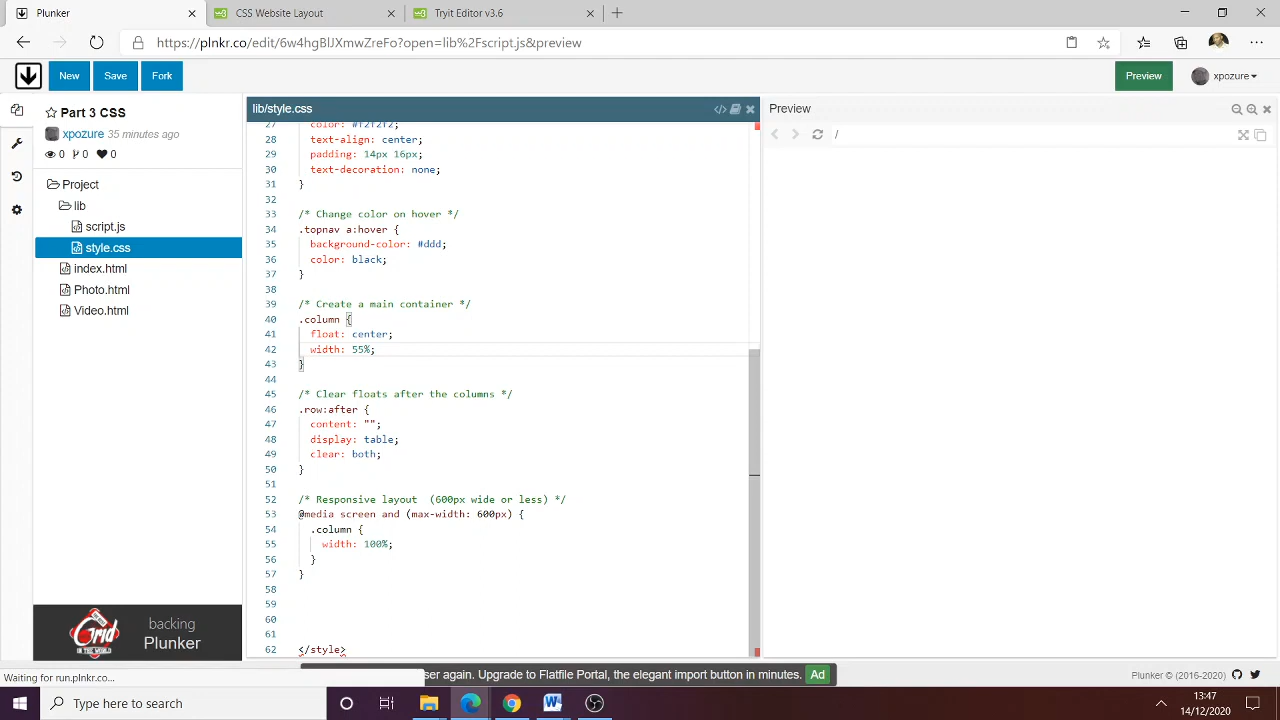 Plunker
CSS Website Layout
Tryit Editor v3.6
https://plnkr.co/edit/6w4hgBlJXmwZreFo?open=lib%2Fscript.js&preview
New
Save
Fork
Preview
xpozure
Part 3 CSS
xpozure 35 minutes ago
0 0 0
Project
lib
script.js
style.css
index.html
Photo.html
Video.html
backing
Plunker
lib/style.css
27 color: #f2f2f2;
28 text-align: center;
29 padding: 14px 16px;
30 text-decoration: none;
31 }
32
33 /* Change color on hover */
34 .topnav a:hover {
35 background-color: #ddd;
36 color: black;
37 }
38
39 /* Create a main container */
40 .column {
41 float: center;
42 width: 55%;
43 }
44
45 /* Clear floats after the columns */
46 .row:after {
47 content: "";
48 display: table;
49 clear: both;
50 }
51
52 /* Responsive layout  (600px wide or less) */
53 @media screen and (max-width: 600px) {
54 .column {
55 width: 100%;
56 }
57 }
58
59
60
61
62 </style>
Preview
/
Waiting for run.plnkr.co...
ser again. Upgrade to Flatfile Portal, the elegant import button in minutes. Ad
Plunker © (2016-2020)
Type here to search
13:47
14/12/2020